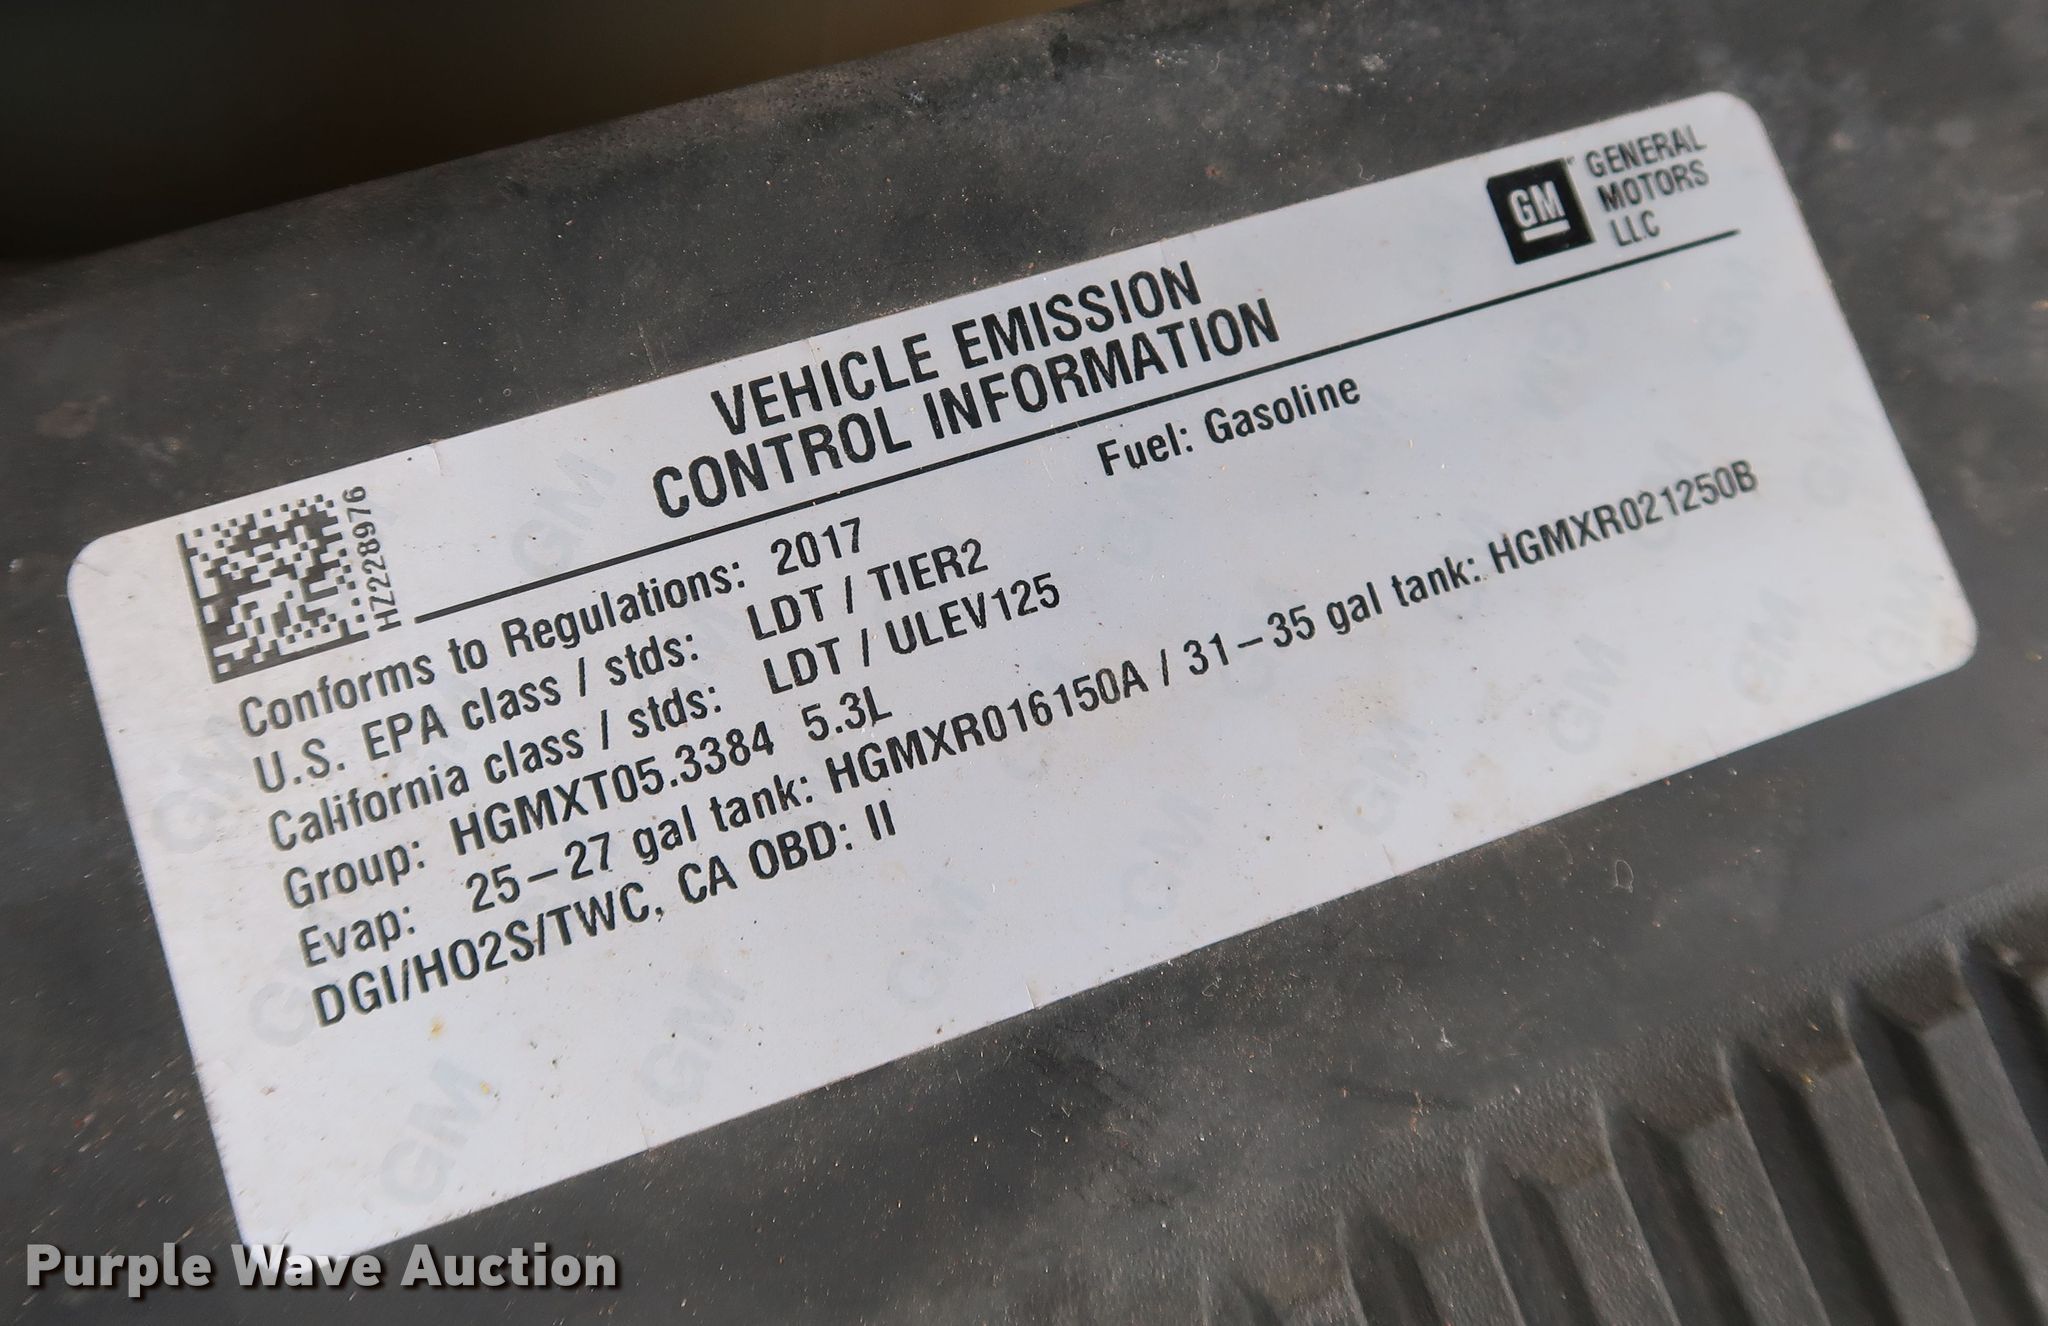 GM
GENERAL
MOTORS
LLC
VEHICLE EMISSION
CONTROL INFORMATION
HZ228976
Conforms to Regulations: 2017 Fuel: Gasoline
U.S. EPA class / stds: LDT / TIER2
California class / stds: LDT / ULEV125
Group: HGMXT05.3384 5.3L
Evap: 25–27 gal tank: HGMXR016150A / 31–35 gal tank: HGMXR021250B
DGI/HO2S/TWC, CA OBD: II
Purple Wave Auction